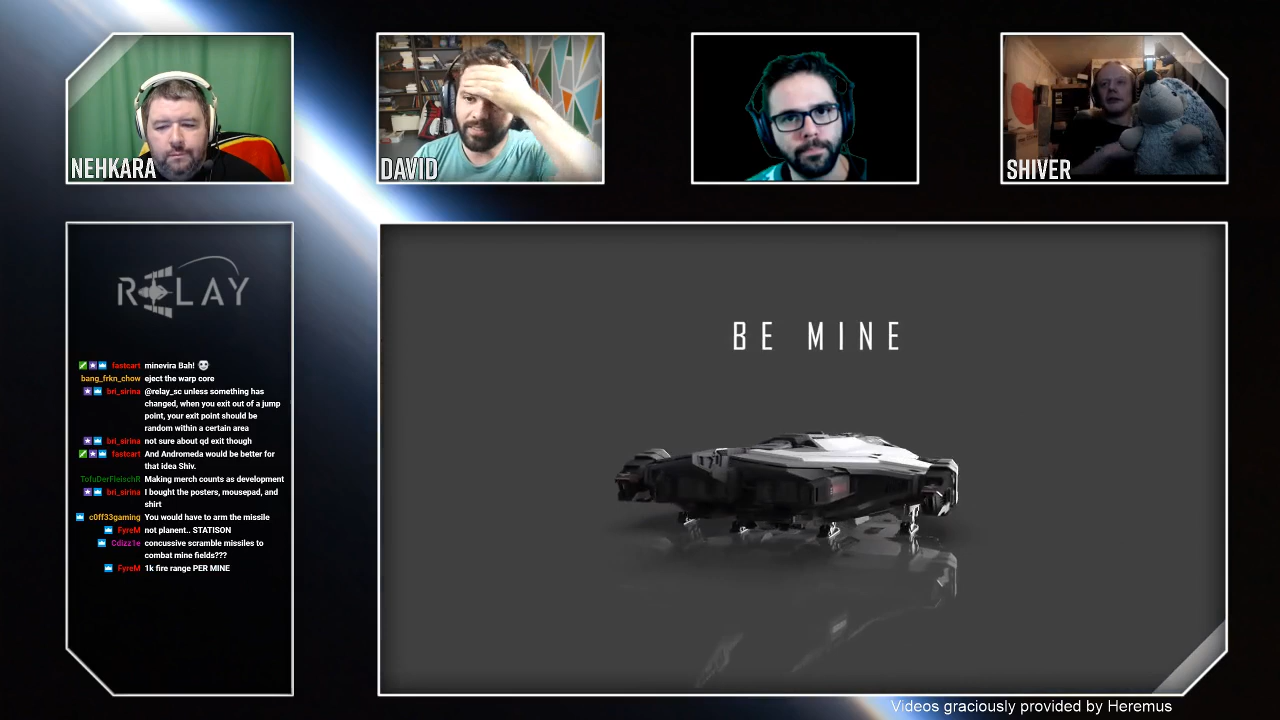 NEHKARA
DAVID
SHIVER
RELAY
BE MINE
fastcart minevira Bah!
bang_frkn_chow eject the warp core
bri_sirina @relay_sc unless something has
changed, when you exit out of a jump
point, your exit point should be
random within a certain area
bri_sirina not sure about qd exit though
fastcart And Andromeda would be better for
that idea Shiv.
TofuDerFleischR Making merch counts as development
bri_sirina I bought the posters, mousepad, and
shirt
c0ff33gaming You would have to arm the missile
FyreM not planent.. STATISON
Cdizz1e concussive scramble missiles to
combat mine fields???
FyreM 1k fire range PER MINE
Videos graciously provided by Heremus